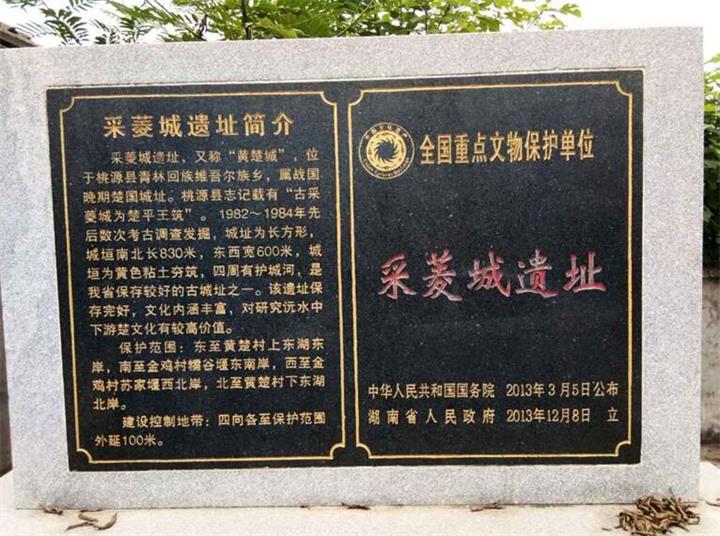 采菱城遗址简介
采菱城遗址，又称“黄楚城”，位
于桃源县青林回族维吾尔族乡，属战国
晚期楚国城址。桃源县志记载有“古采
菱城为楚平王筑”。1982～1984年先
后数次考古调查发掘，城址为长方形，
城垣南北长830米，东西宽600米，城
垣为黄色粘土夯筑，四周有护城河，是
我省保存较好的古城址之一。该遗址保
存完好，文化内涵丰富，对研究沅水中
下游楚文化有较高价值。
保护范围：东至黄楚村上东湖东
岸，南至金鸡村糯谷堰东南岸，西至金
鸡村苏家堰西北岸，北至黄楚村下东湖
北岸。
建设控制地带：四向各至保护范围
外延100米。
全国重点文物保护单位
采菱城遗址
中华人民共和国国务院 2013年3月5日公布
湖南省人民政府 2013年12月8日 立